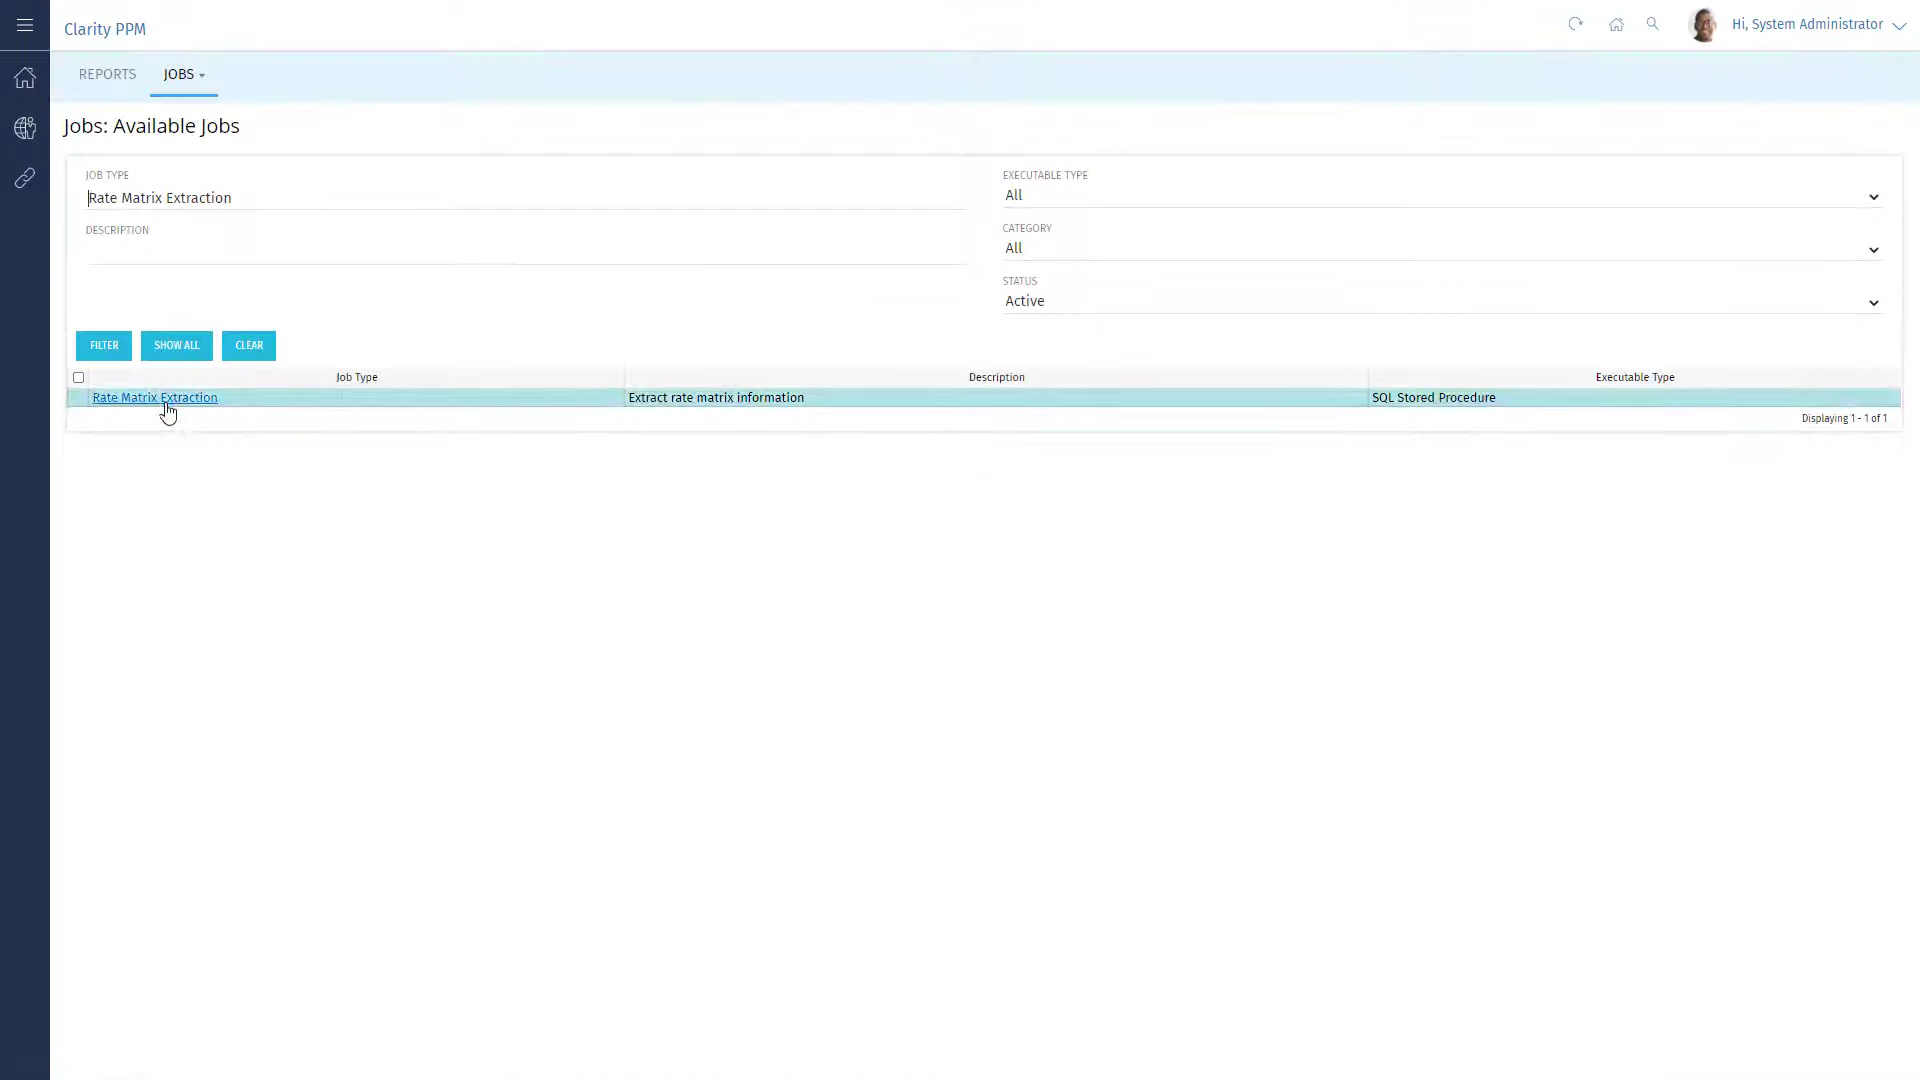 Clarity PPM
Hi, System Administrator
REPORTS JOBS
Jobs: Available Jobs
JOB TYPE
Rate Matrix Extraction
DESCRIPTION
EXECUTABLE TYPE
All
CATEGORY
All
STATUS
Active
FILTER SHOW ALL CLEAR
Job Type Description Executable Type
Rate Matrix Extraction Extract rate matrix information SQL Stored Procedure
Displaying 1 - 1 of 1